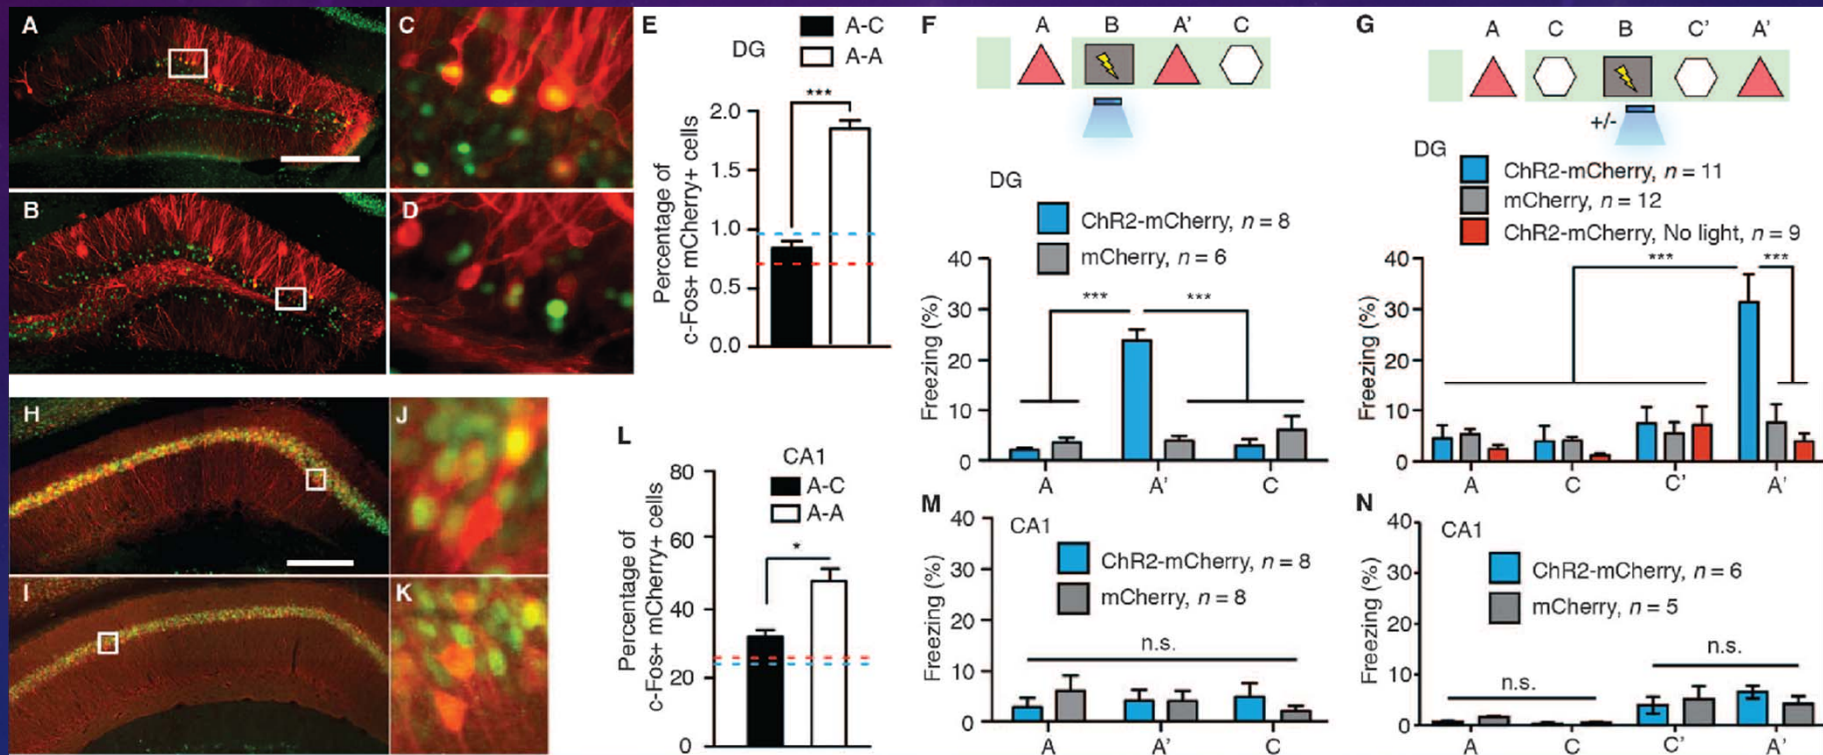 A
B
C
D
E
DG
A-C
A-A
***
Percentage of
c-Fos+ mCherry+ cells
2.0
1.5
1.0
0.5
0.0
F
A B A' C
DG
ChR2-mCherry, n = 8
mCherry, n = 6
*** ***
Freezing (%)
40
30
20
10
0
A A' C
G
A C B C' A'
+/-
DG
ChR2-mCherry, n = 11
mCherry, n = 12
ChR2-mCherry, No light, n = 9
*** ***
Freezing (%)
40
30
20
10
0
A C C' A'
H
I
J
K
L
CA1
A-C
A-A
*
Percentage of
c-Fos+ mCherry+ cells
80
60
40
20
0
M
CA1
ChR2-mCherry, n = 8
mCherry, n = 8
n.s.
Freezing (%)
40
30
20
10
0
A A' C
N
CA1
ChR2-mCherry, n = 6
mCherry, n = 5
n.s.
n.s.
Freezing (%)
40
30
20
10
0
A C C' A'